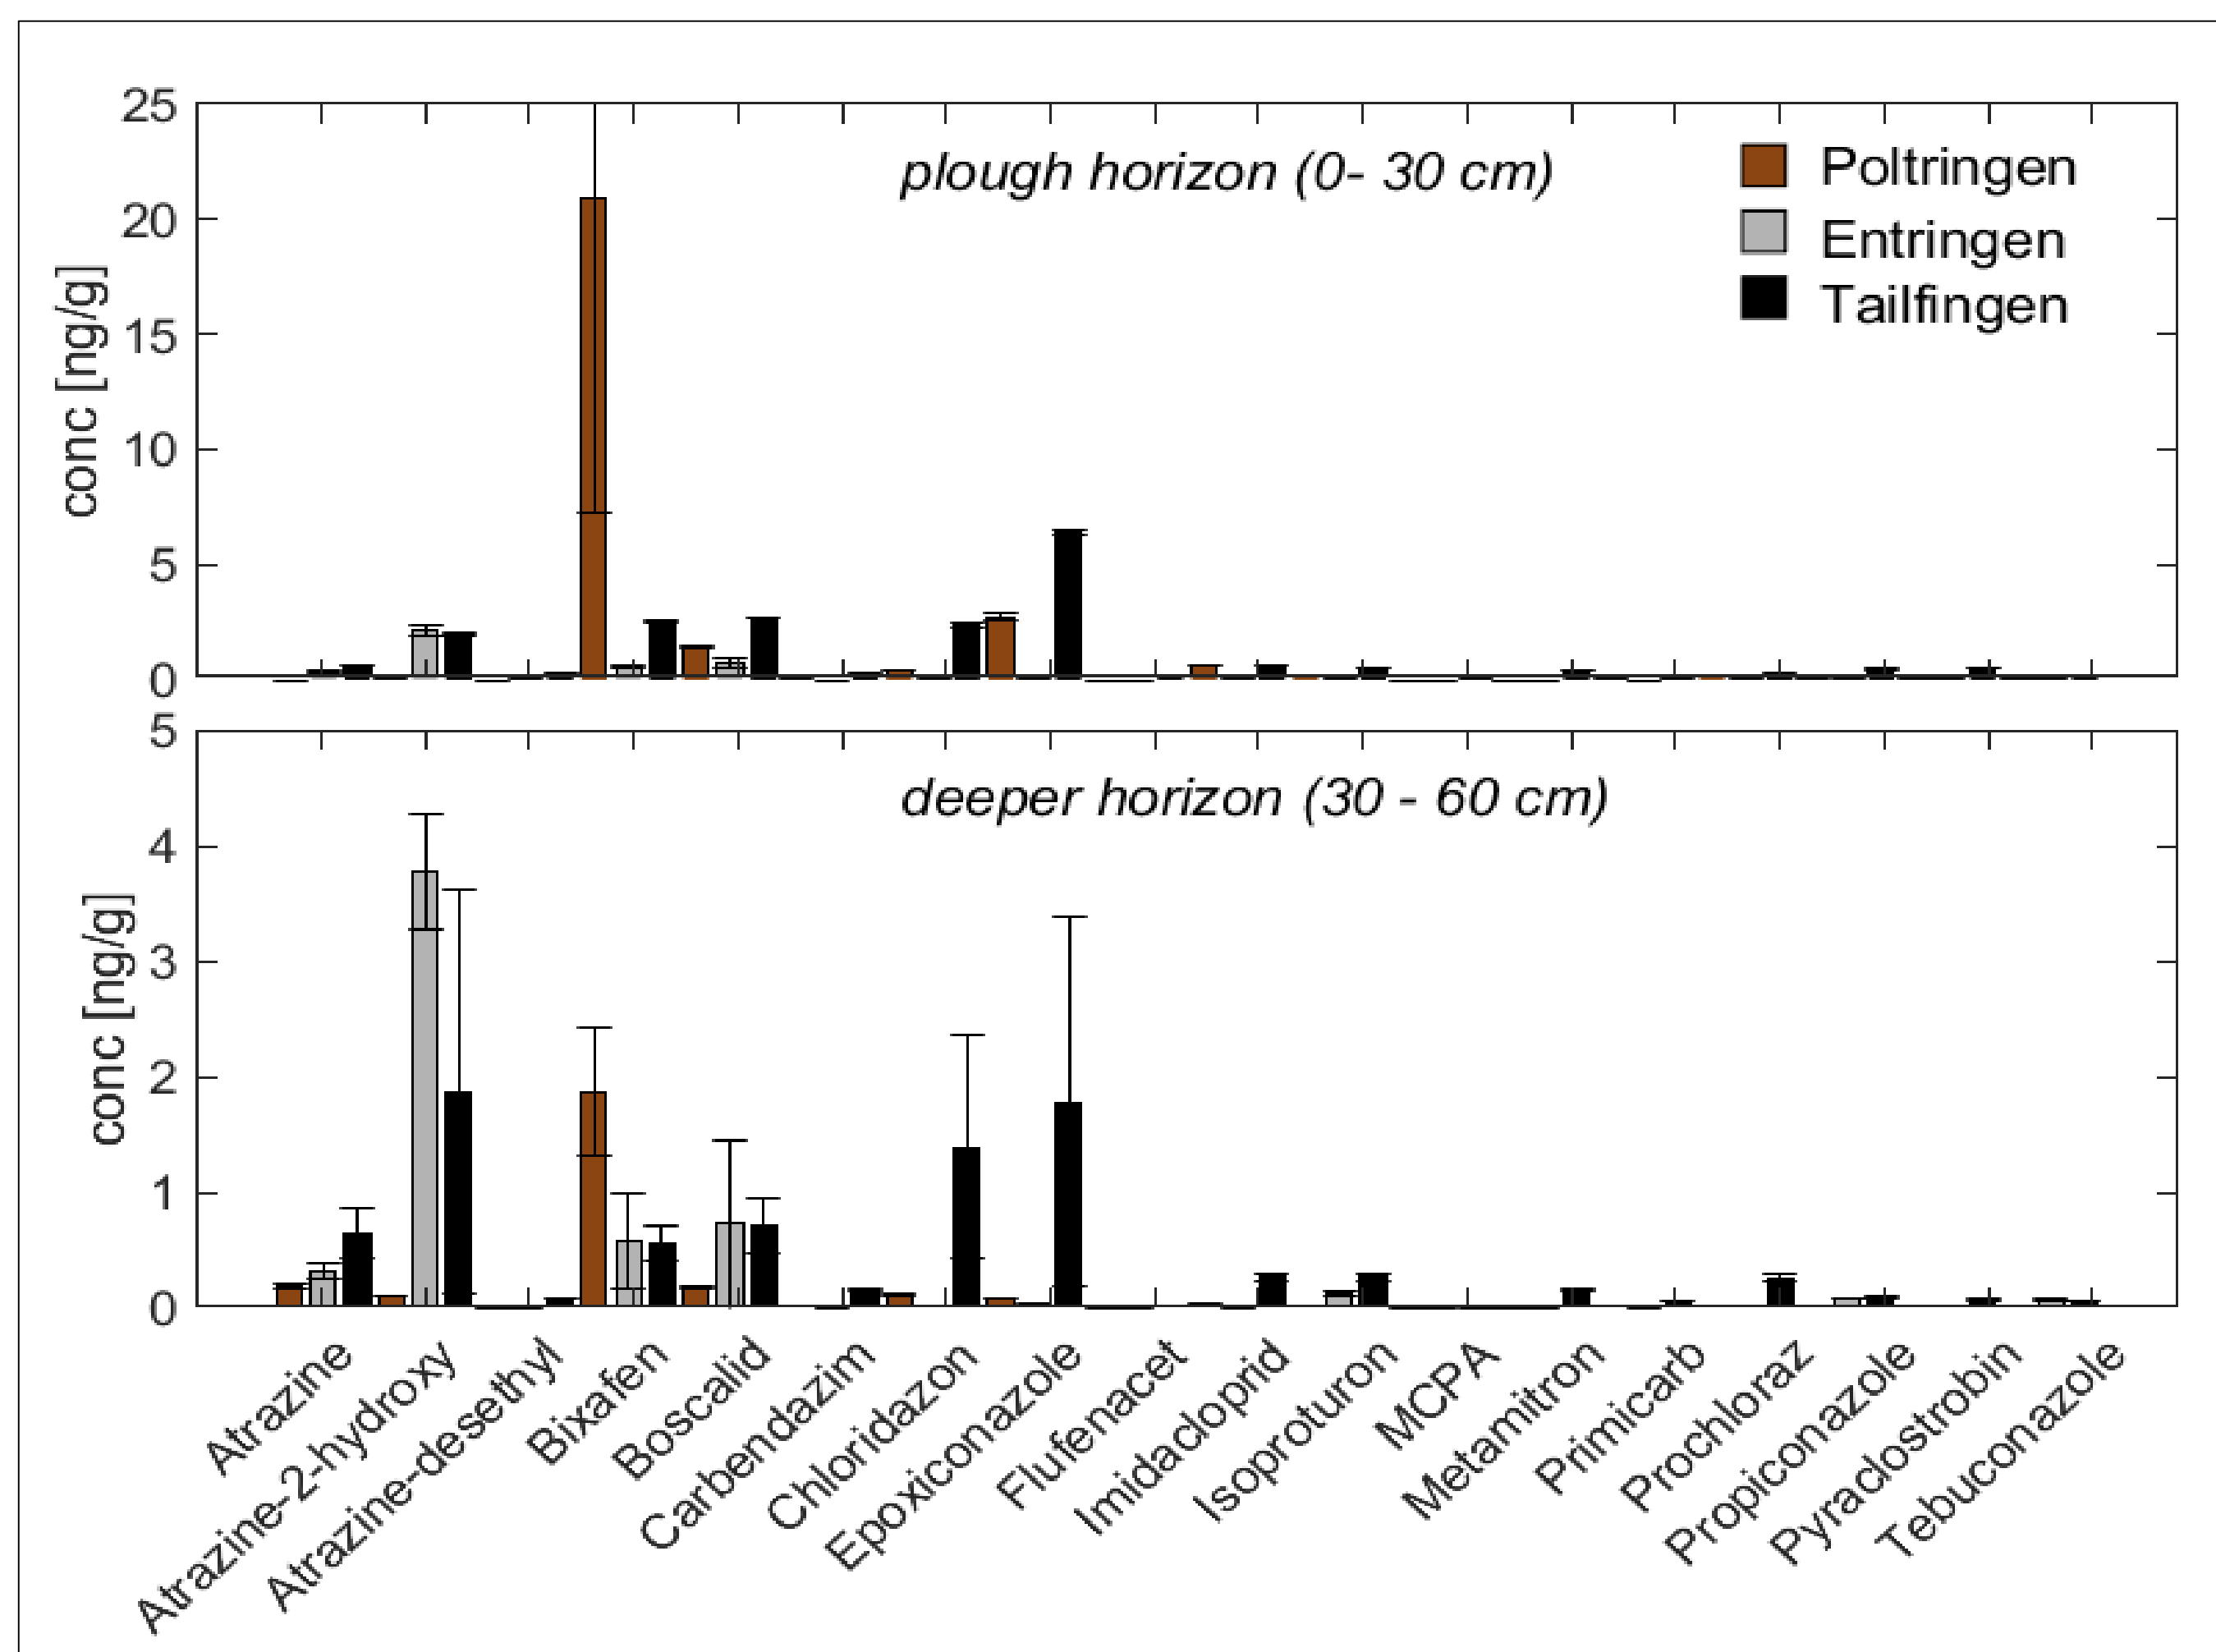 25
20
15
10
5
0
conc [ng/g]
plough horizon (0- 30 cm)
Poltringen
Entringen
Tailfingen
5
4
3
2
1
0
conc [ng/g]
deeper horizon (30 - 60 cm)
Atrazine
Atrazine-2-hydroxy
Atrazine-desethyl
Bixafen
Boscalid
Carbendazim
Chloridazon
Epoxiconazole
Flufenacet
Imidacloprid
Isoproturon
MCPA
Metamitron
Primicarb
Prochloraz
Propiconazole
Pyraclostrobin
Tebuconazole